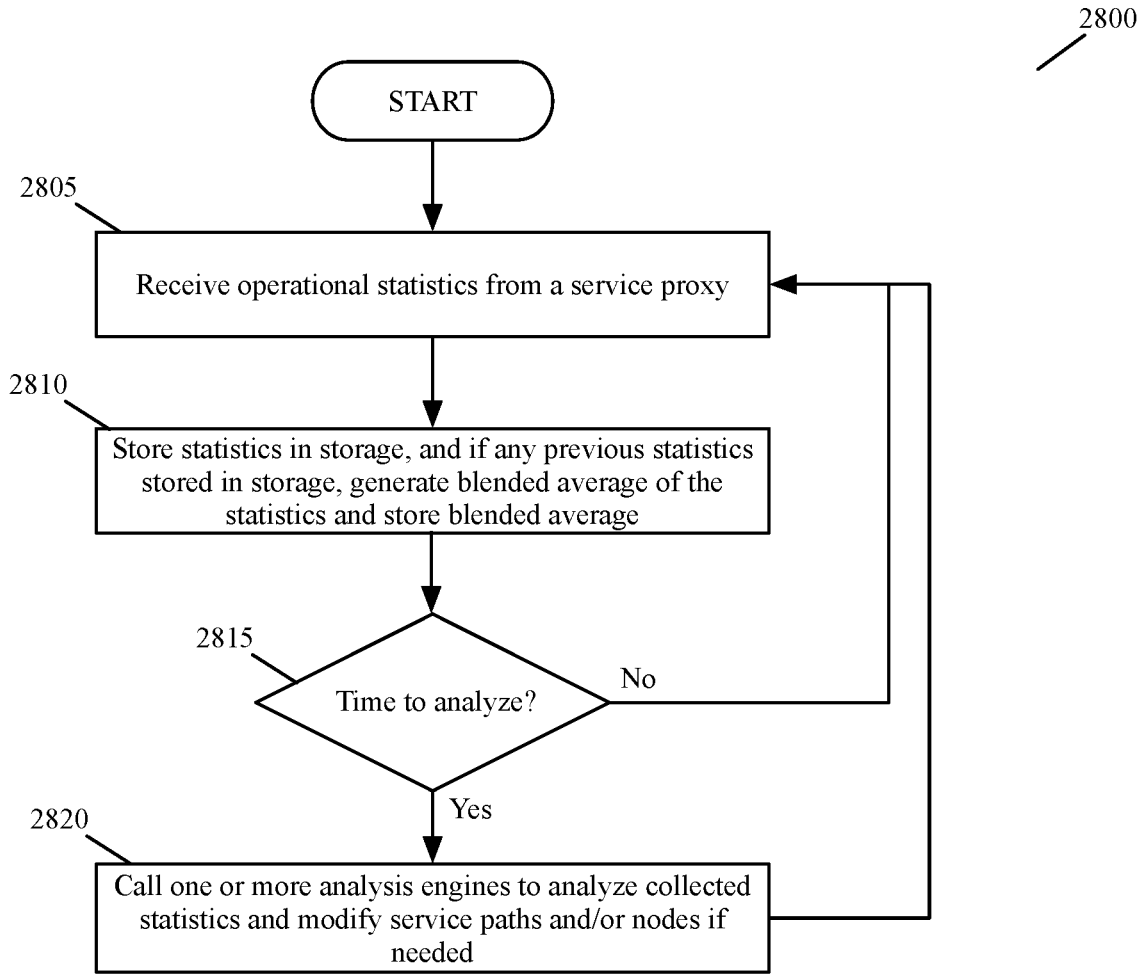 2800
START
2805
Receive operational statistics from a service proxy
2810
Store statistics in storage, and if any previous statistics
stored in storage, generate blended average of the
statistics and store blended average
2815
Time to analyze?
No
Yes
2820
Call one or more analysis engines to analyze collected
statistics and modify service paths and/or nodes if
needed